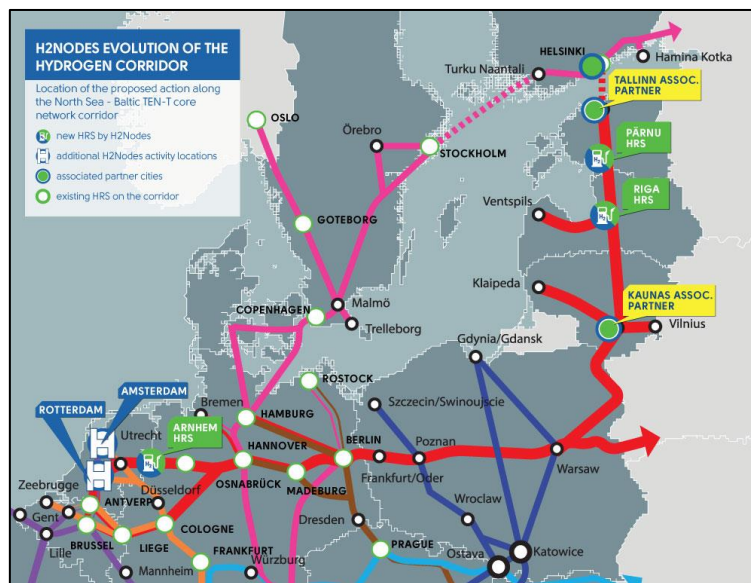 H2NODES EVOLUTION OF THE
HYDROGEN CORRIDOR
Location of the proposed action along
the North Sea - Baltic TEN-T core
network corridor
new HRS by H2Nodes
additional H2Nodes activity locations
associated partner cities
existing HRS on the corridor
HELSINKI
Turku Naantali
Hamina Kotka
TALLINN ASSOC.
PARTNER
OSLO
Örebro
STOCKHOLM
PÄRNU
HRS
RIGA
HRS
Ventspils
GOTEBORG
Klaipeda
KAUNAS ASSOC.
PARTNER
COPENHAGEN
Malmö
Trelleborg
Vilnius
Gdynia/Gdansk
ROSTOCK
AMSTERDAM
ROTTERDAM
Bremen
Szczecin/Swinoujscie
HAMBURG
ARNHEM
HRS
Utrecht
HANNOVER
BERLIN
Poznan
Warsaw
Frankfurt/Oder
OSNABRÜCK
MADEBURG
Zeebrugge
Düsseldorf
ANTVERP
Gent
Wroclaw
Dresden
COLOGNE
BRUSSEL
LIEGE
Lille
PRAGUE
FRANKFURT
Würzburg
Mannheim
Ostava
Katowice